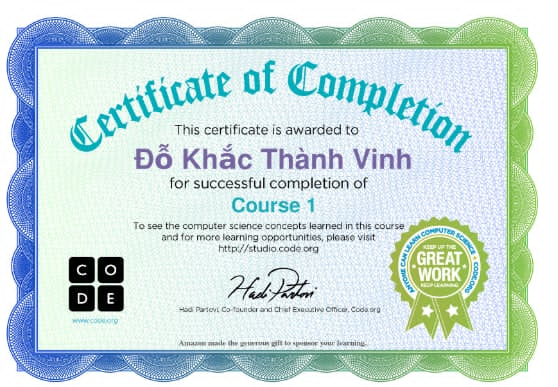 Certificate of Completion
This certificate is awarded to
Đỗ Khắc Thành Vinh
for successful completion of
Course 1
To see the computer science concepts learned in this course
and for more learning opportunities, please visit
http://studio.code.org
ANYONE CAN LEARN COMPUTER SCIENCE
CODE.ORG
KEEP UP THE
GREAT
WORK
KEEP LEARNING
C O
D E
www.code.org
Hadi Partovi
Hadi Partovi, Co-founder and Chief Executive Officer, Code.org
Amazon made the generous gift to sponsor your learning.